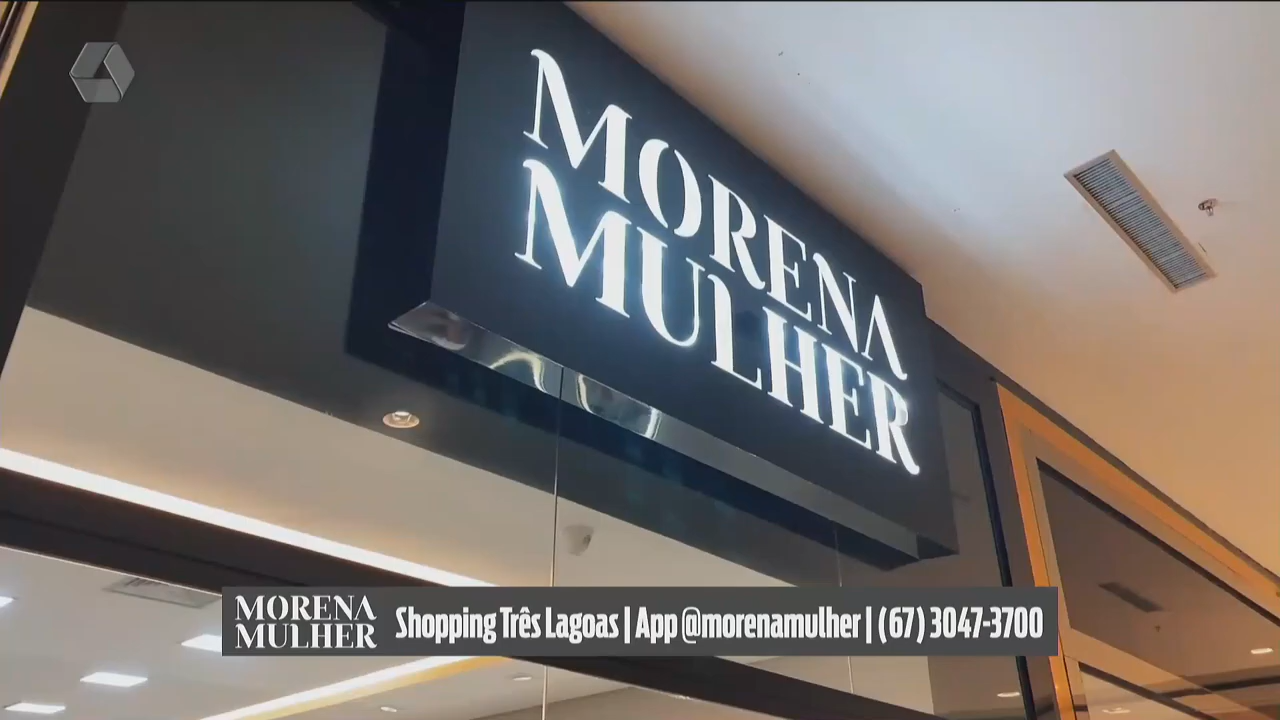 MORENA
MULHER
MORENA
MULHER
Shopping Três Lagoas | App @morenamulher | (67) 3047-3700